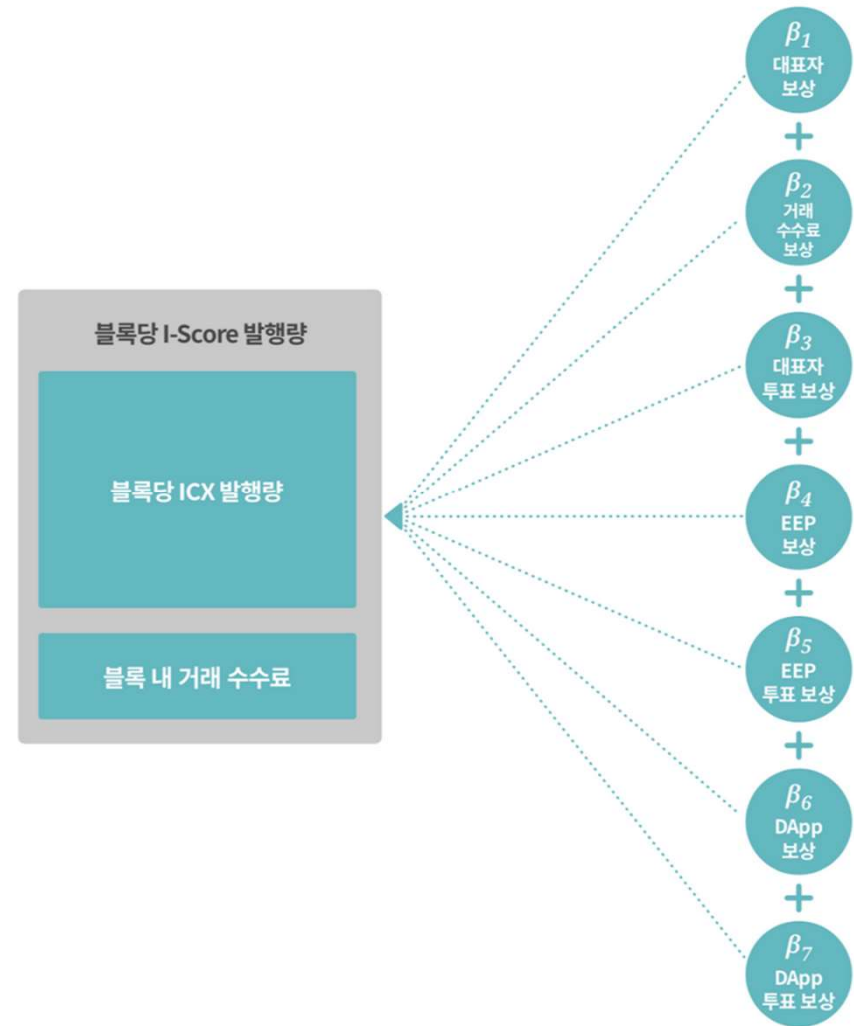 블록당 I-Score 발행량
블록당 ICX 발행량
블록 내 거래 수수료
β1
대표자
보상
+
β2
거래
수수료
보상
+
β3
대표자
투표 보상
+
β4
EEP
보상
+
β5
EEP
투표 보상
+
β6
DApp
보상
+
β7
DApp
투표 보상